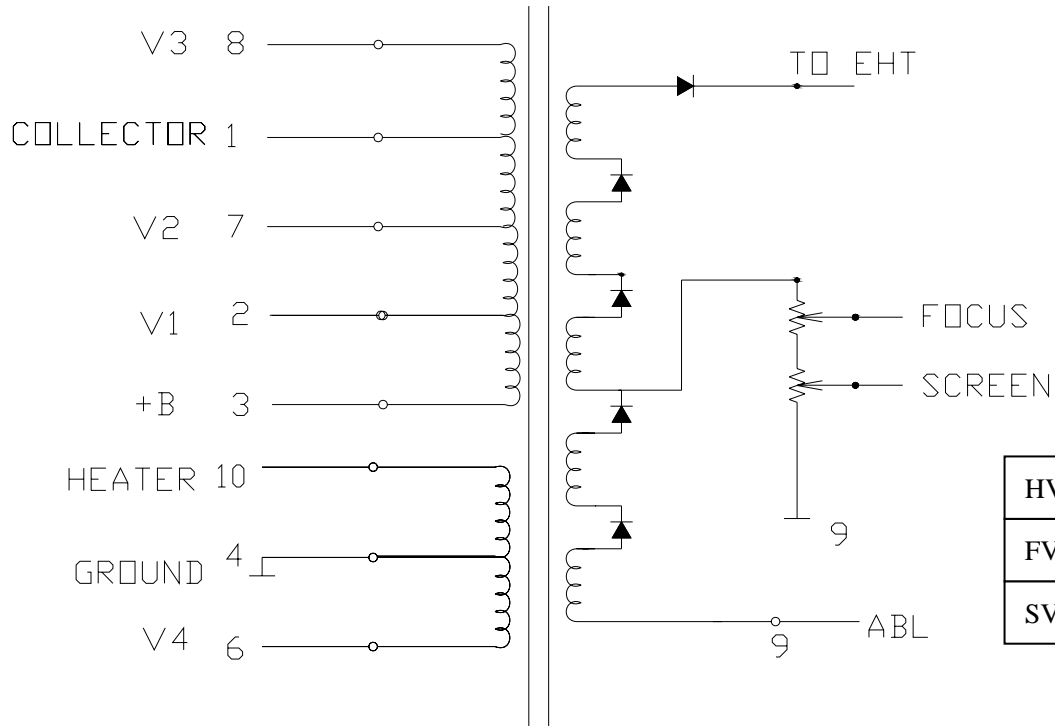 V3 8
COLLECTOR 1
V2 7
V1 2
+B 3
HEATER 10
GROUND 4
V4 6
TO EHT
FOCUS
SCREEN
9
ABL
9
HV
FV
SV